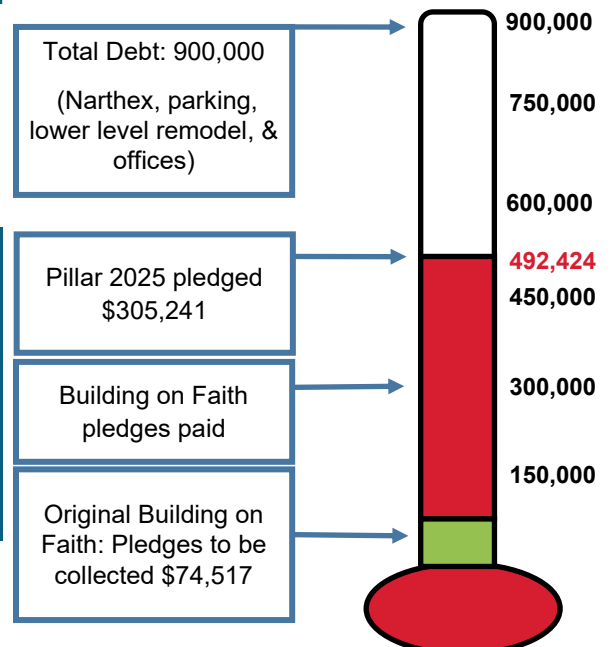 Total Debt: 900,000
(Narthex, parking,
lower level remodel, &
offices)
Pillar 2025 pledged
$305,241
Building on Faith
pledges paid
Original Building on
Faith: Pledges to be
collected $74,517
900,000
750,000
600,000
492,424
450,000
300,000
150,000